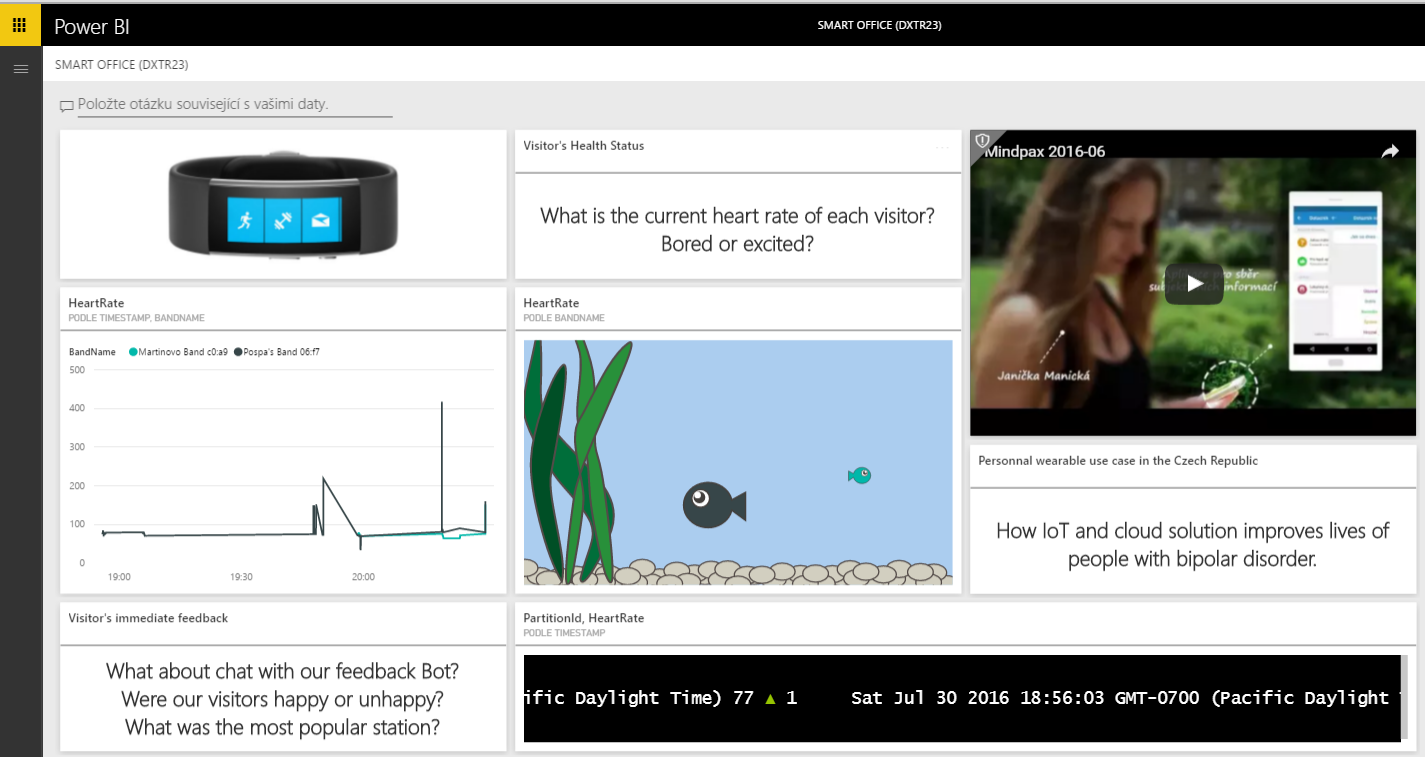 Power BI
SMART OFFICE (DXTR23)
SMART OFFICE (DXTR23)
Položte otázku související s vašimi daty.
Visitor's Health Status
What is the current heart rate of each visitor?
Bored or excited?
Mindpax 2016-06
pro sběr
informací
Janička Manická
HeartRate
PODLE TIMESTAMP, BANDNAME
BandName Martinovo Band c0:a9 Pospa's Band 06:f7
500
400
300
200
100
0
19:00 19:30 20:00
HeartRate
PODLE BANDNAME
Personnal wearable use case in the Czech Republic
How IoT and cloud solution improves lives of
people with bipolar disorder.
Visitor's immediate feedback
What about chat with our feedback Bot?
Were our visitors happy or unhappy?
What was the most popular station?
PartitionId, HeartRate
PODLE TIMESTAMP
ific Daylight Time) 77 ▲ 1 Sat Jul 30 2016 18:56:03 GMT-0700 (Pacific Daylight